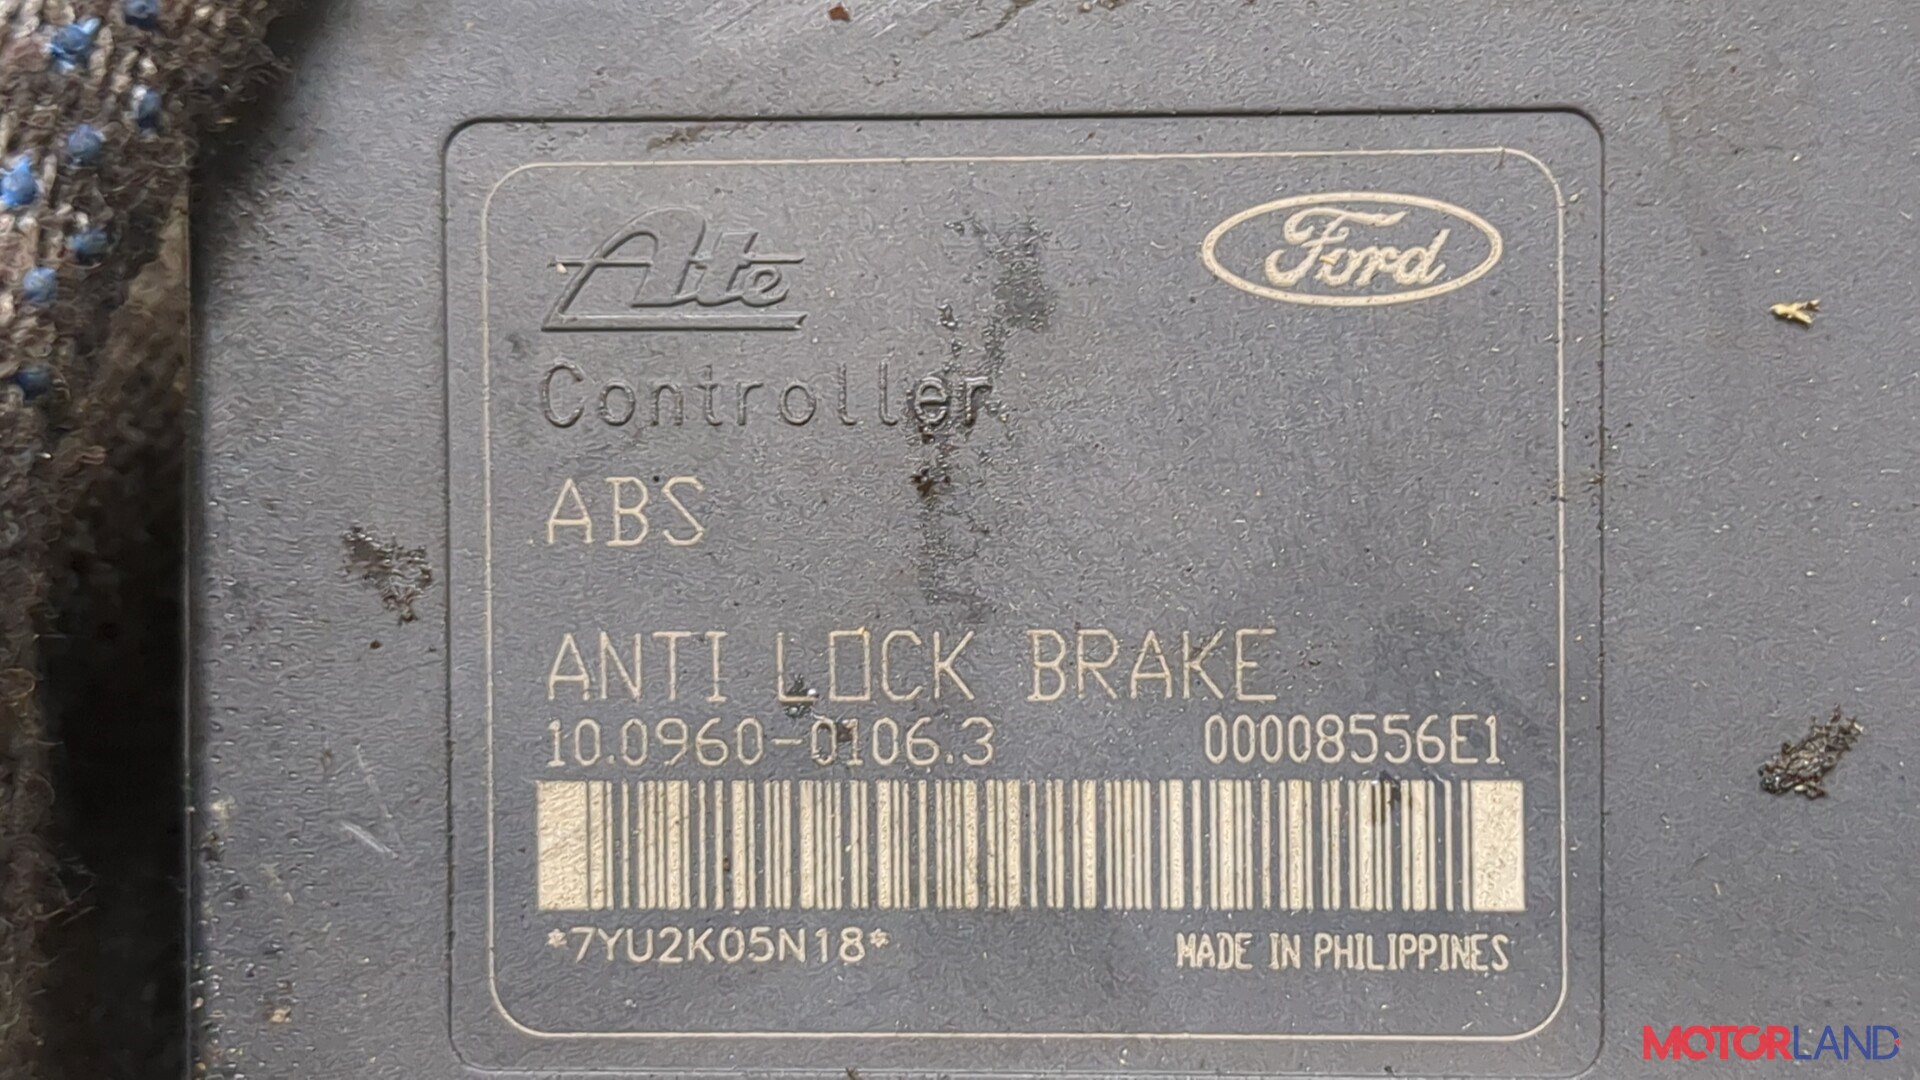 Ate
Ford
Controller
ABS
ANTI LOCK BRAKE
10.0960-0106.3 00008556E1
*7YU2K05N18*
MADE IN PHILIPPINES
MOTORLAND